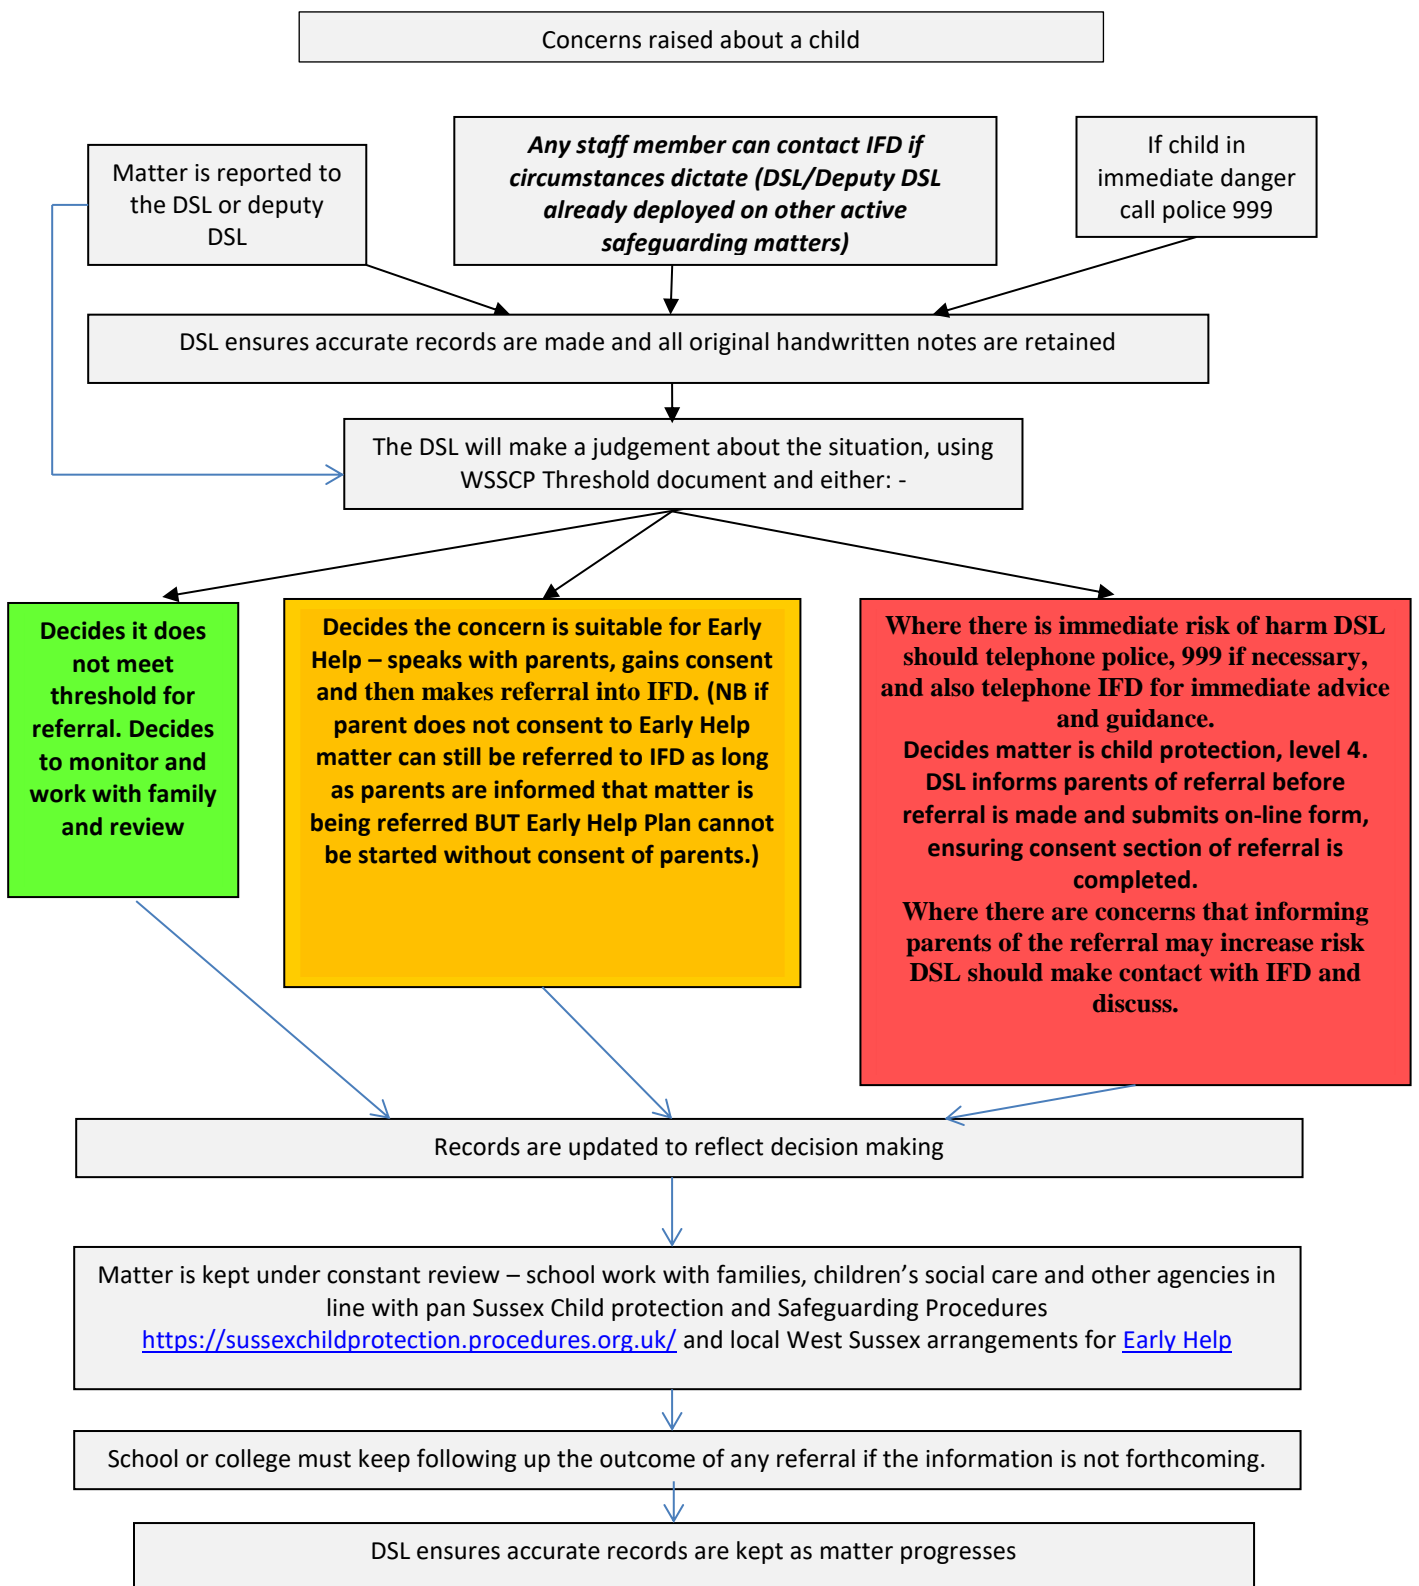 Concerns raised about a child
Matter is reported to
the DSL or deputy
DSL
Any staff member can contact IFD if
circumstances dictate (DSL/Deputy DSL
already deployed on other active
safeguarding matters)
If child in
immediate danger
call police 999
DSL ensures accurate records are made and all original handwritten notes are retained
The DSL will make a judgement about the situation, using
WSSCP Threshold document and either: -
Decides it does
not meet
threshold for
referral. Decides
to monitor and
work with family
and review
Decides the concern is suitable for Early
Help – speaks with parents, gains consent
and then makes referral into IFD. (NB if
parent does not consent to Early Help
matter can still be referred to IFD as long
as parents are informed that matter is
being referred BUT Early Help Plan cannot
be started without consent of parents.)
Where there is immediate risk of harm DSL
should telephone police, 999 if necessary,
and also telephone IFD for immediate advice
and guidance.
Decides matter is child protection, level 4.
DSL informs parents of referral before
referral is made and submits on-line form,
ensuring consent section of referral is
completed.
Where there are concerns that informing
parents of the referral may increase risk
DSL should make contact with IFD and
discuss.
Records are updated to reflect decision making
Matter is kept under constant review – school work with families, children’s social care and other agencies in
line with pan Sussex Child protection and Safeguarding Procedures
https://sussexchildprotection.procedures.org.uk/ and local West Sussex arrangements for Early Help
School or college must keep following up the outcome of any referral if the information is not forthcoming.
DSL ensures accurate records are kept as matter progresses